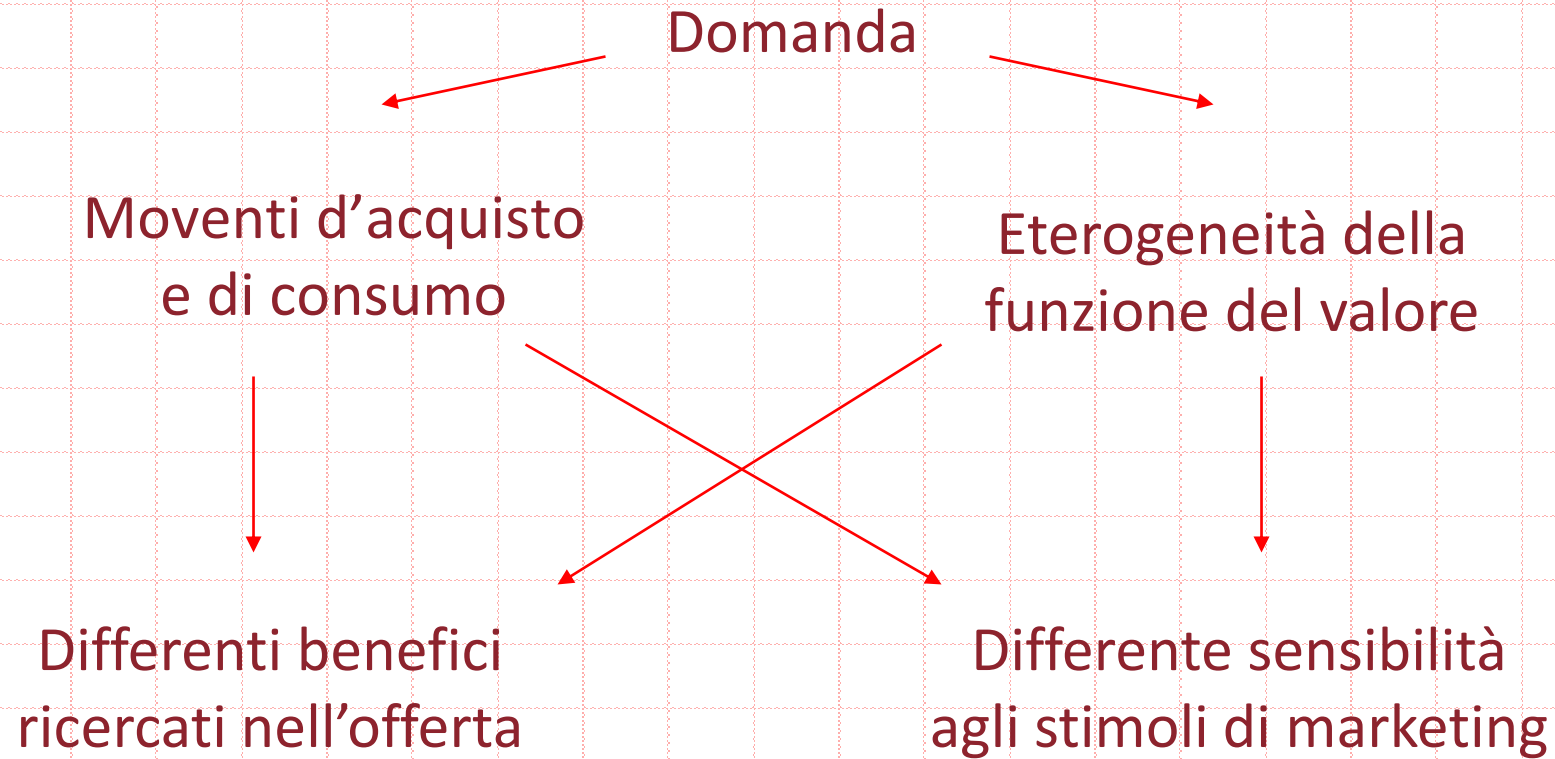 Domanda
Moventi d’acquisto
e di consumo
Eterogeneità della
funzione del valore
Differenti benefici
ricercati nell’offerta
Differente sensibilità
agli stimoli di marketing